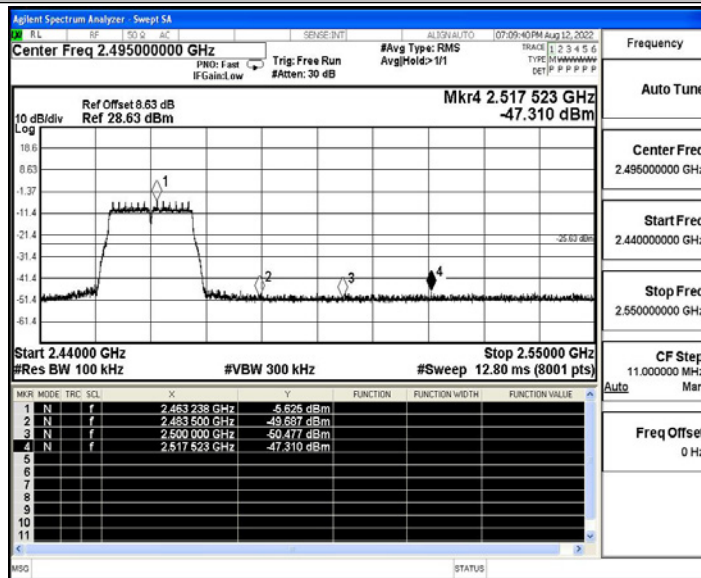 Agilent Spectrum Analyzer - Swept SA
RL RF 50 Ω AC SENSE:INT ALIGN AUTO 07:09:40 PM Aug 12, 2022
Center Freq 2.495000000 GHz
PNO: Fast
IFGain:Low
Trig: Free Run
#Atten: 30 dB
#Avg Type: RMS
Avg|Hold:> 1/1
TRACE 1 2 3 4 5 6
TYPE M
DET P P P P P P
Frequency
Auto Tune
Mkr4 2.517 523 GHz
-47.310 dBm
Ref Offset 8.63 dB
10 dB/div Ref 28.63 dBm
Log
18.6
8.63
-1.37
-11.4
-21.4
-31.4
-41.4
-51.4
-61.4
1
2
3
4
-25.63 dBm
Center Freq
2.495000000 GHz
Start Freq
2.440000000 GHz
Stop Freq
2.550000000 GHz
CF Step
11.000000 MHz
Auto Man
Freq Offset
0 Hz
Start 2.44000 GHz Stop 2.55000 GHz
#Res BW 100 kHz #VBW 300 kHz #Sweep 12.80 ms (8001 pts)
MKR MODE TRC SCL X Y FUNCTION FUNCTION WIDTH FUNCTION VALUE
1 N f 2.463 238 GHz -5.625 dBm
2 N f 2.483 500 GHz -49.687 dBm
3 N f 2.500 000 GHz -50.477 dBm
4 N f 2.517 523 GHz -47.310 dBm
5
6
7
8
9
10
11
MSG STATUS